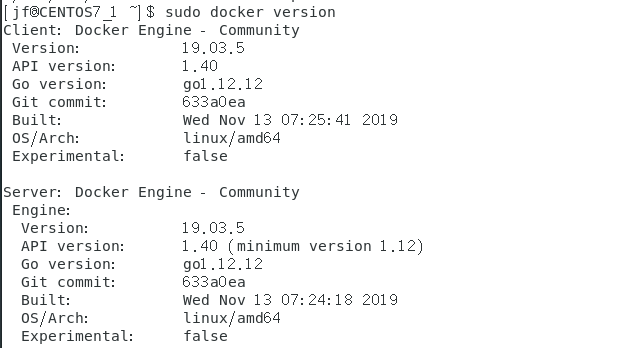 [jf@CENTOS7_1 ~]$ sudo docker version
Client: Docker Engine - Community
 Version:           19.03.5
 API version:       1.40
 Go version:        go1.12.12
 Git commit:        633a0ea
 Built:             Wed Nov 13 07:25:41 2019
 OS/Arch:           linux/amd64
 Experimental:      false

Server: Docker Engine - Community
 Engine:
  Version:          19.03.5
  API version:      1.40 (minimum version 1.12)
  Go version:       go1.12.12
  Git commit:       633a0ea
  Built:            Wed Nov 13 07:24:18 2019
  OS/Arch:          linux/amd64
  Experimental:     false